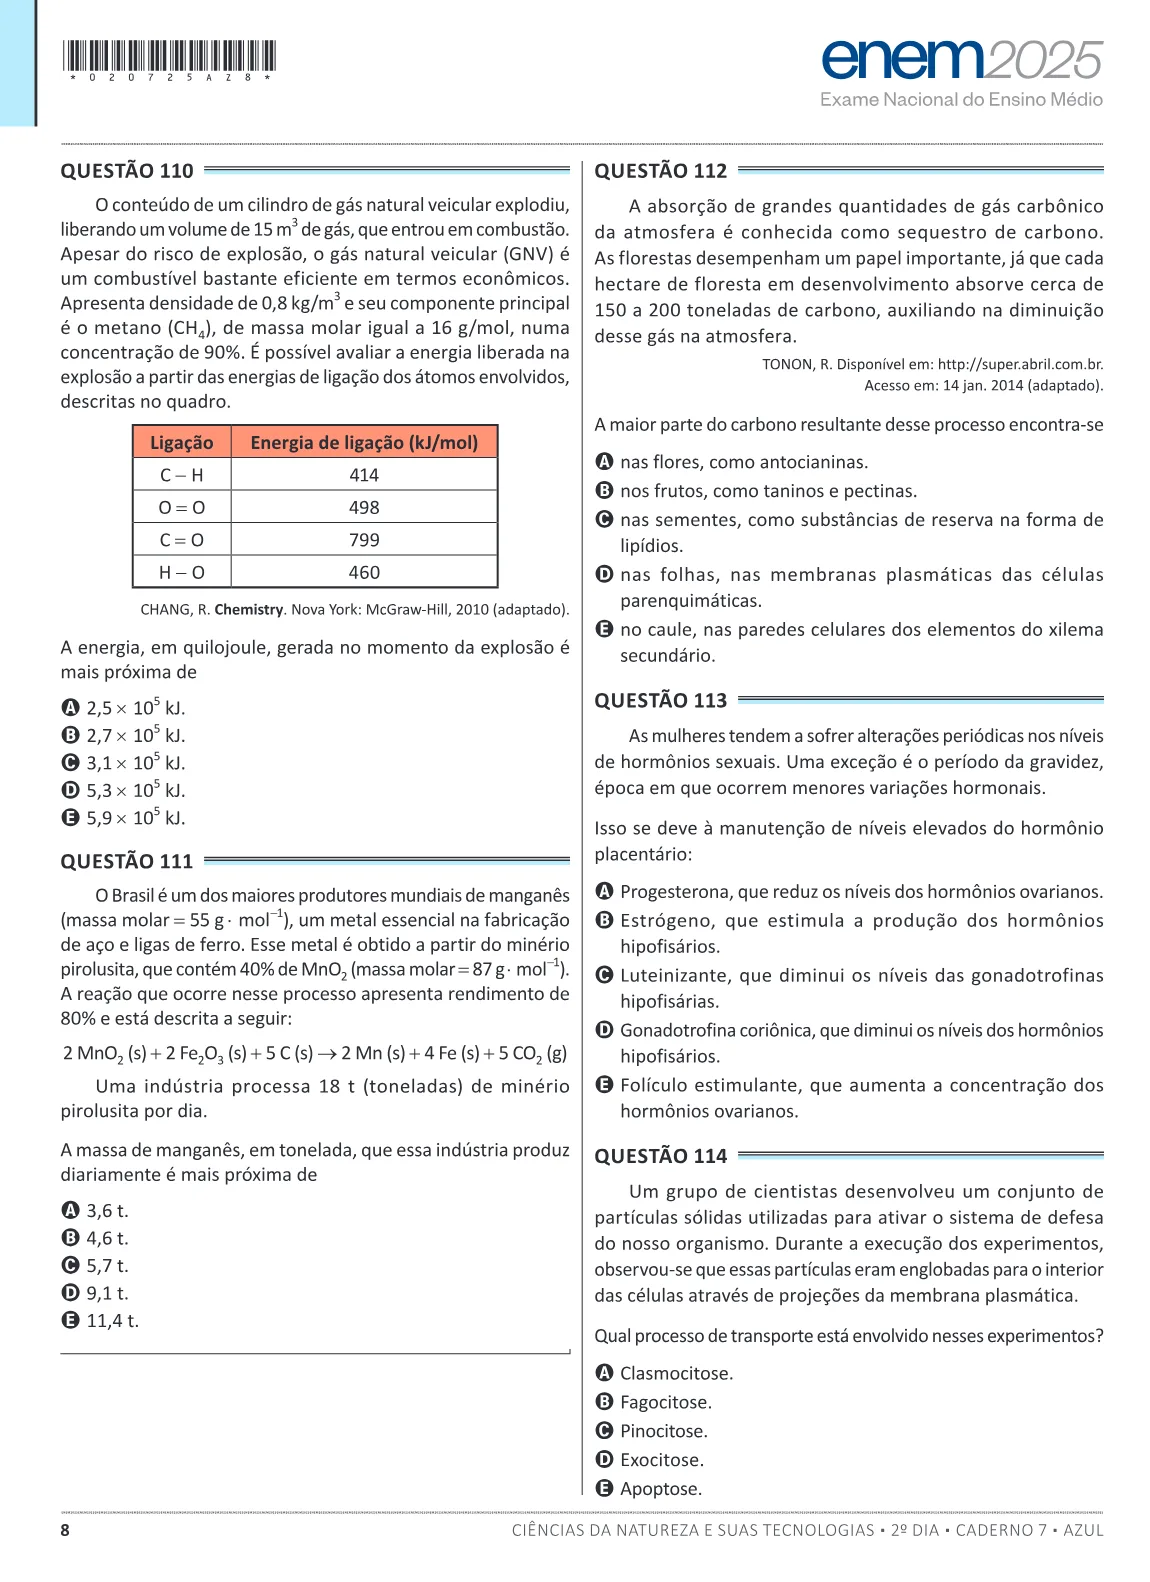 *020725AZ8*
enem2025
Exame Nacional do Ensino Médio
QUESTÃO 110
O conteúdo de um cilindro de gás natural veicular explodiu,
liberando um volume de 15 m³ de gás, que entrou em combustão.
Apesar do risco de explosão, o gás natural veicular (GNV) é
um combustível bastante eficiente em termos econômicos.
Apresenta densidade de 0,8 kg/m³ e seu componente principal
é o metano (CH₄), de massa molar igual a 16 g/mol, numa
concentração de 90%. É possível avaliar a energia liberada na
explosão a partir das energias de ligação dos átomos envolvidos,
descritas no quadro.
Ligação Energia de ligação (kJ/mol)
C – H 414
O = O 498
C = O 799
H – O 460
CHANG, R. Chemistry. Nova York: McGraw-Hill, 2010 (adaptado).
A energia, em quilojoule, gerada no momento da explosão é
mais próxima de
A 2,5 × 10⁵ kJ.
B 2,7 × 10⁵ kJ.
C 3,1 × 10⁵ kJ.
D 5,3 × 10⁵ kJ.
E 5,9 × 10⁵ kJ.
QUESTÃO 111
O Brasil é um dos maiores produtores mundiais de manganês
(massa molar = 55 g · mol⁻¹), um metal essencial na fabricação
de aço e ligas de ferro. Esse metal é obtido a partir do minério
pirolusita, que contém 40% de MnO₂ (massa molar = 87 g · mol⁻¹).
A reação que ocorre nesse processo apresenta rendimento de
80% e está descrita a seguir:
2 MnO₂ (s) + 2 Fe₂O₃ (s) + 5 C (s) → 2 Mn (s) + 4 Fe (s) + 5 CO₂ (g)
Uma indústria processa 18 t (toneladas) de minério
pirolusita por dia.
A massa de manganês, em tonelada, que essa indústria produz
diariamente é mais próxima de
A 3,6 t.
B 4,6 t.
C 5,7 t.
D 9,1 t.
E 11,4 t.
QUESTÃO 112
A absorção de grandes quantidades de gás carbônico
da atmosfera é conhecida como sequestro de carbono.
As florestas desempenham um papel importante, já que cada
hectare de floresta em desenvolvimento absorve cerca de
150 a 200 toneladas de carbono, auxiliando na diminuição
desse gás na atmosfera.
TONON, R. Disponível em: http://super.abril.com.br.
Acesso em: 14 jan. 2014 (adaptado).
A maior parte do carbono resultante desse processo encontra-se
A nas flores, como antocianinas.
B nos frutos, como taninos e pectinas.
C nas sementes, como substâncias de reserva na forma de
lipídios.
D nas folhas, nas membranas plasmáticas das células
parenquimáticas.
E no caule, nas paredes celulares dos elementos do xilema
secundário.
QUESTÃO 113
As mulheres tendem a sofrer alterações periódicas nos níveis
de hormônios sexuais. Uma exceção é o período da gravidez,
época em que ocorrem menores variações hormonais.
Isso se deve à manutenção de níveis elevados do hormônio
placentário:
A Progesterona, que reduz os níveis dos hormônios ovarianos.
B Estrógeno, que estimula a produção dos hormônios
hipofisários.
C Luteinizante, que diminui os níveis das gonadotrofinas
hipofisárias.
D Gonadotrofina coriônica, que diminui os níveis dos hormônios
hipofisários.
E Folículo estimulante, que aumenta a concentração dos
hormônios ovarianos.
QUESTÃO 114
Um grupo de cientistas desenvolveu um conjunto de
partículas sólidas utilizadas para ativar o sistema de defesa
do nosso organismo. Durante a execução dos experimentos,
observou-se que essas partículas eram englobadas para o interior
das células através de projeções da membrana plasmática.
Qual processo de transporte está envolvido nesses experimentos?
A Clasmocitose.
B Fagocitose.
C Pinocitose.
D Exocitose.
E Apoptose.
8
CIÊNCIAS DA NATUREZA E SUAS TECNOLOGIAS • 2º DIA • CADERNO 7 • AZUL